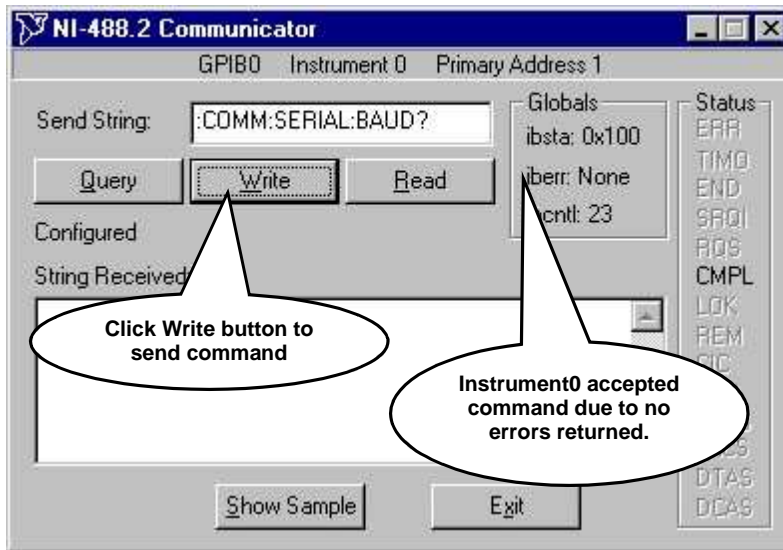 NI-488.2 Communicator
GPIB0 Instrument 0 Primary Address 1
Send String:
:COMM:SERIAL:BAUD?
Query
Write
Read
Configured
String Received
Globals
ibsta: 0x100
iberr: None
cntl: 23
Status
ERR
TIMO
END
SRQI
RQS
CMPL
LOK
REM
CIC
DTAS
DCAS
Click Write button to
send command
Instrument0 accepted
command due to no
errors returned.
Show Sample
Exit